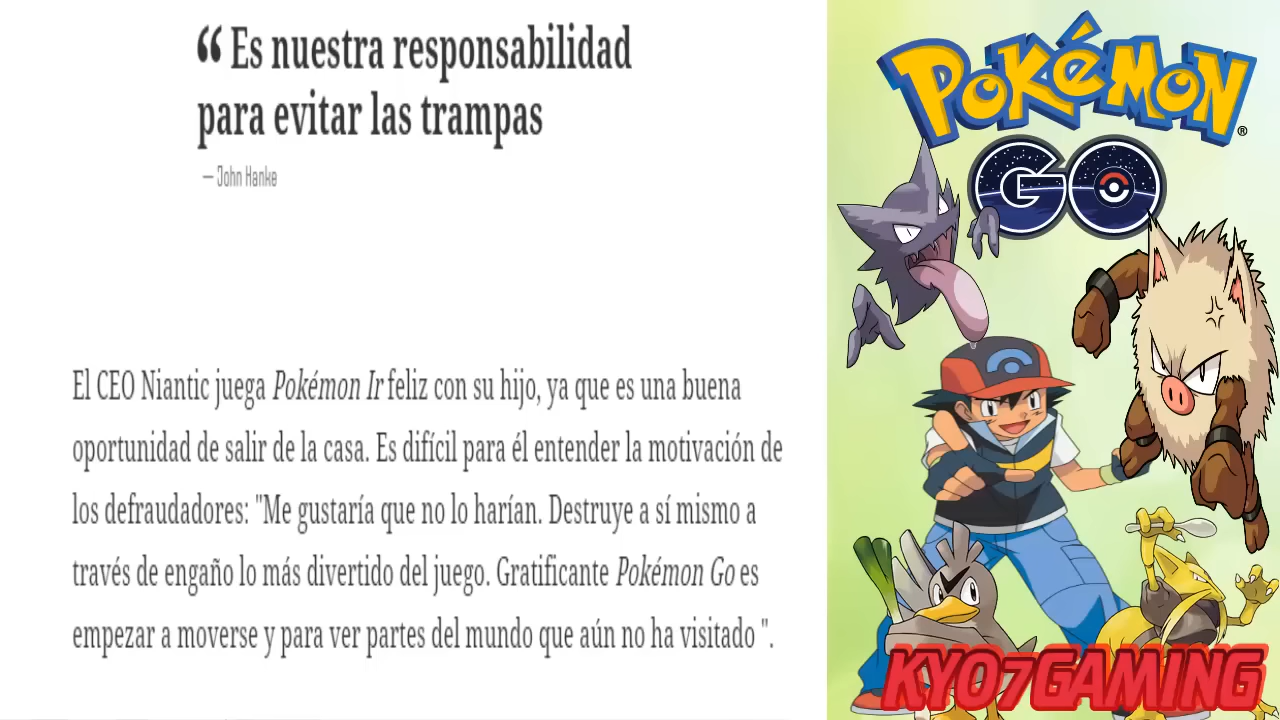 “ Es nuestra responsabilidad
para evitar las trampas
— John Hanke
El CEO Niantic juega Pokémon Ir feliz con su hijo, ya que es una buena
oportunidad de salir de la casa. Es difícil para él entender la motivación de
los defraudadores: "Me gustaría que no lo harían. Destruye a sí mismo a
través de engaño lo más divertido del juego. Gratificante Pokémon Go es
empezar a moverse y para ver partes del mundo que aún no ha visitado ".
POKÉMON®
GO
KYO7GAMING